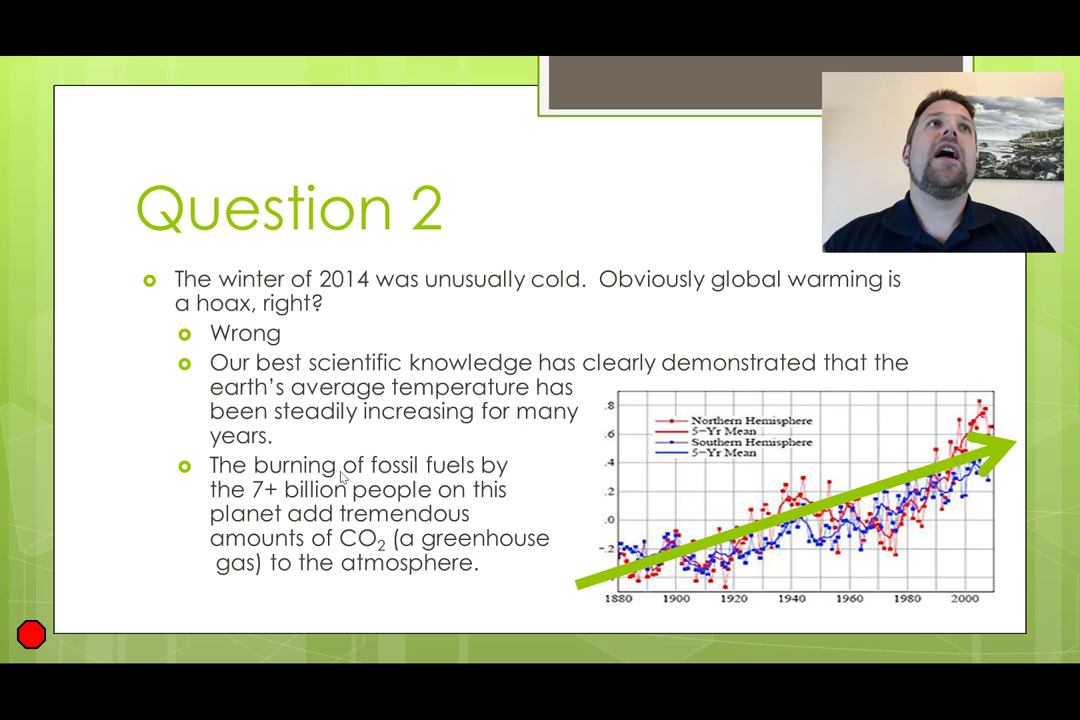 Question 2
The winter of 2014 was unusually cold.  Obviously global warming is
a hoax, right?
Wrong
Our best scientific knowledge has clearly demonstrated that the
earth's average temperature has
been steadily increasing for many
years.
The burning of fossil fuels by
the 7+ billion people on this
planet add tremendous
amounts of CO₂ (a greenhouse
gas) to the atmosphere.
Northern Hemisphere
5-Yr Mean
Southern Hemisphere
5-Yr Mean
.8
.6
.4
.2
.0
-.2
1880 1900 1920 1940 1960 1980 2000